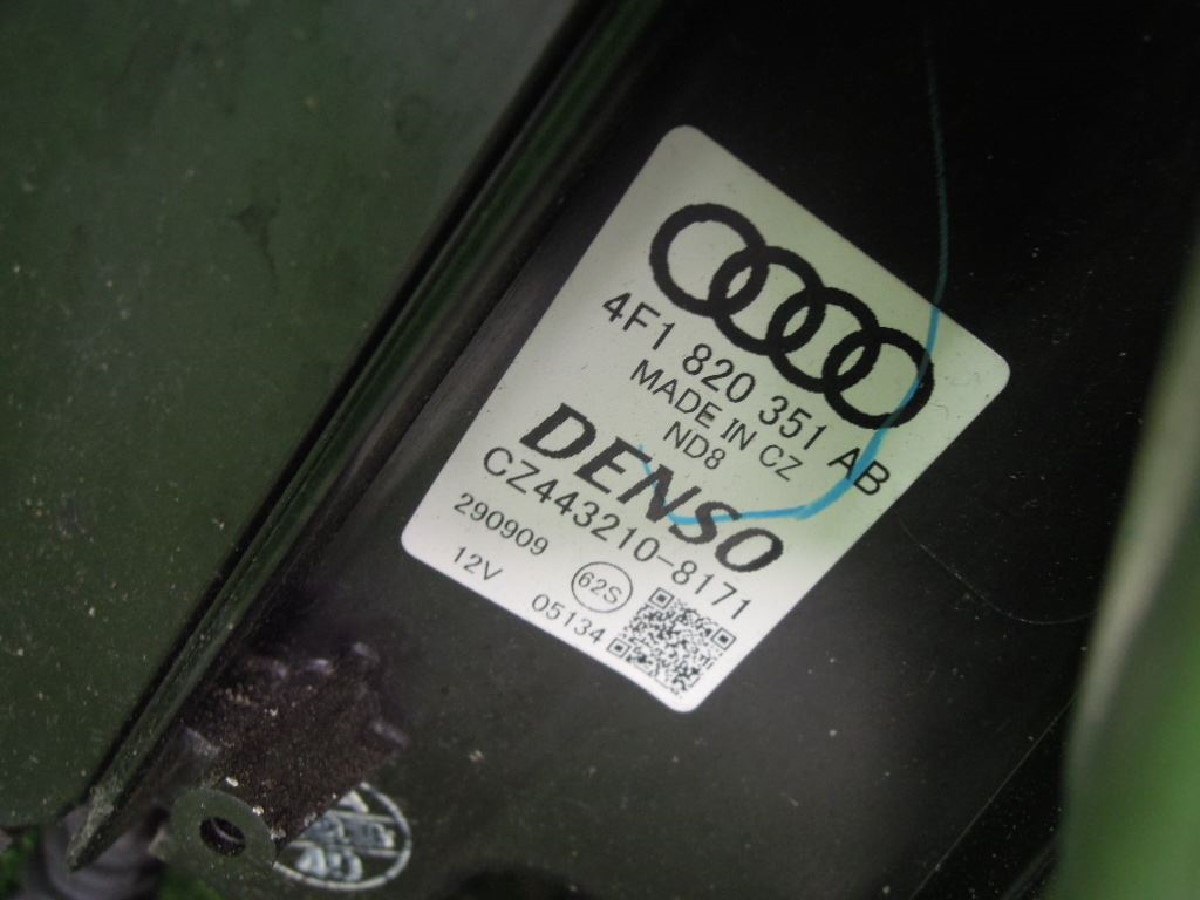 4F1 820 351 AB
MADE IN CZ
ND8
DENSO
CZ443210-8171
290909
12V
62S
05134